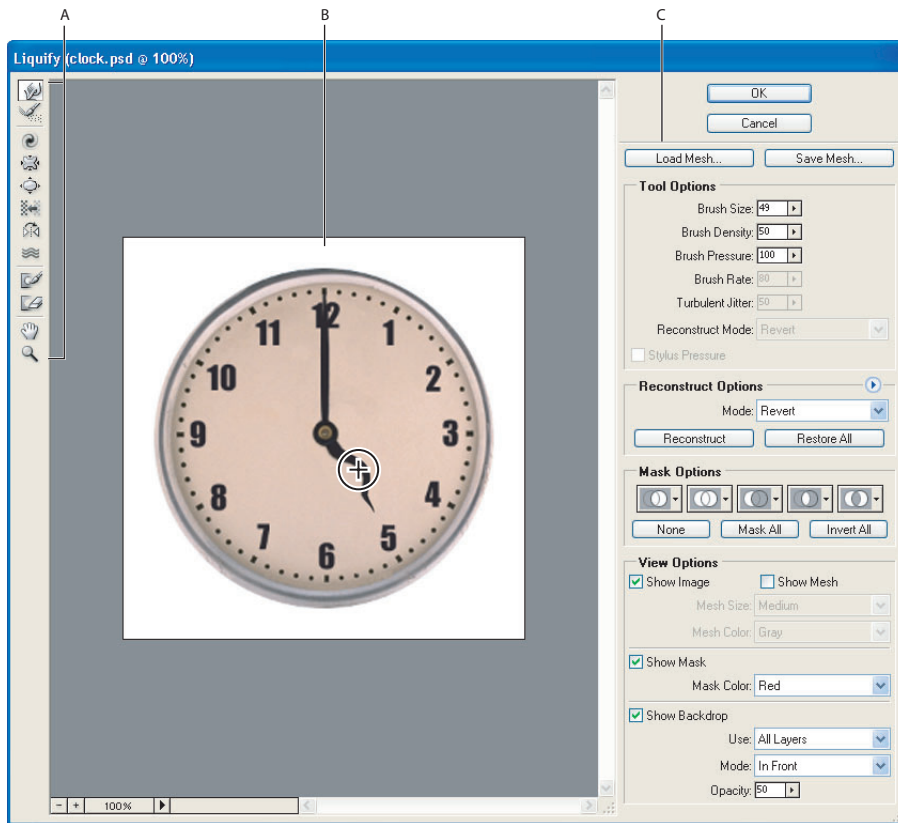 A B C
Liquify (clock.psd @ 100%)
OK
Cancel
Load Mesh... Save Mesh...
Tool Options
Brush Size: 49
Brush Density: 50
Brush Pressure: 100
Brush Rate: 80
Turbulent Jitter: 50
Reconstruct Mode: Revert
Stylus Pressure
Reconstruct Options
Mode: Revert
Reconstruct Restore All
Mask Options
None Mask All Invert All
View Options
Show Image Show Mesh
Mesh Size: Medium
Mesh Color: Gray
Show Mask
Mask Color: Red
Show Backdrop
Use: All Layers
Mode: In Front
Opacity: 50
12
11 1
10 2
9 3
8 4
7 5
6
- + 100%